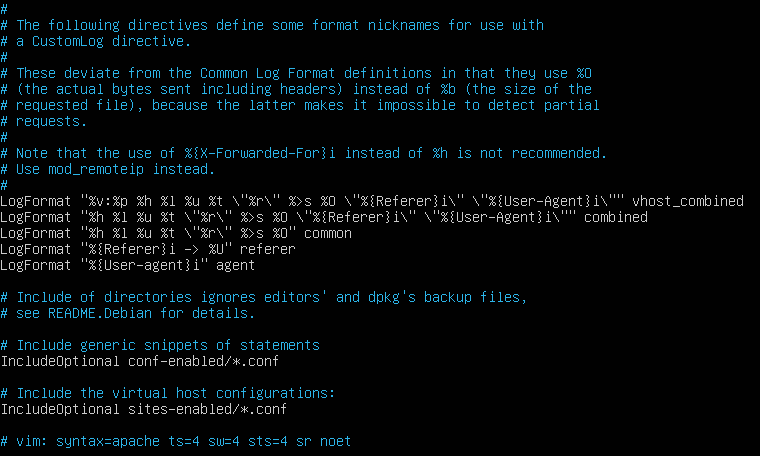 #
# The following directives define some format nicknames for use with
# a CustomLog directive.
#
# These deviate from the Common Log Format definitions in that they use %O
# (the actual bytes sent including headers) instead of %b (the size of the
# requested file), because the latter makes it impossible to detect partial
# requests.
#
# Note that the use of %{X-Forwarded-For}i instead of %h is not recommended.
# Use mod_remoteip instead.
#
LogFormat "%v:%p %h %l %u %t \"%r\" %>s %O \"%{Referer}i\" \"%{User-Agent}i\"" vhost_combined
LogFormat "%h %l %u %t \"%r\" %>s %O \"%{Referer}i\" \"%{User-Agent}i\"" combined
LogFormat "%h %l %u %t \"%r\" %>s %O" common
LogFormat "%{Referer}i -> %U" referer
LogFormat "%{User-agent}i" agent

# Include of directories ignores editors' and dpkg's backup files,
# see README.Debian for details.

# Include generic snippets of statements
IncludeOptional conf-enabled/*.conf

# Include the virtual host configurations:
IncludeOptional sites-enabled/*.conf

# vim: syntax=apache ts=4 sw=4 sts=4 sr noet